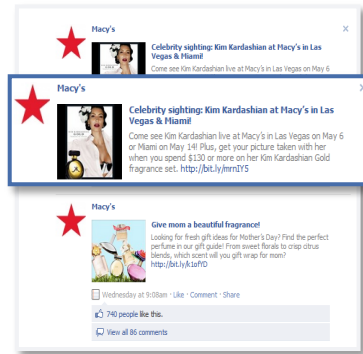 Macy's
Celebrity sighting: Kim Kardashian at Macy's in Las
Vegas & Miami!
Come see Kim Kardashian live at Macy's in Las Vegas on May 6
Macy's
Celebrity sighting: Kim Kardashian at Macy's in Las
Vegas & Miami!
Come see Kim Kardashian live at Macy's in Las Vegas on May 6
or Miami on May 14! Plus, get your picture taken with her
when you spend $130 or more on her Kim Kardashian Gold
fragrance set. http://bit.ly/mrnIY5
Macy's
Give mom a beautiful fragrance!
Looking for fresh gift ideas for Mother's Day? Find the perfect
perfume in our gift guide! From sweet florals to crisp citrus
blends, which scent will you gift wrap for mom?
http://bit.ly/k1ofYD
Wednesday at 9:08am · Like · Comment · Share
740 people like this.
View all 86 comments